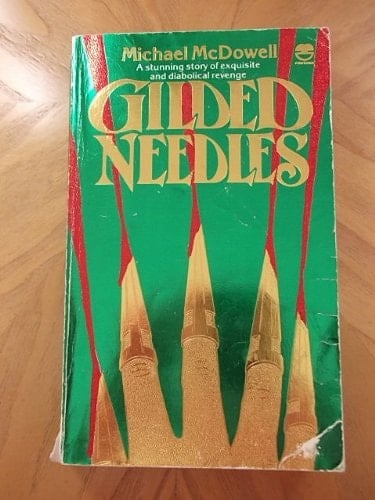 Michael McDowell
A stunning story of exquisite
and diabolical revenge
GILDED
NEEDLES